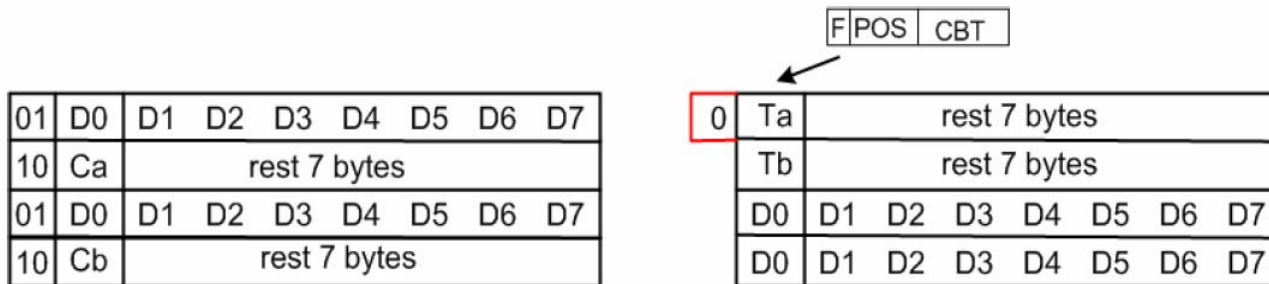 F POS CBT
01 D0 D1 D2 D3 D4 D5 D6 D7
10 Ca rest 7 bytes
01 D0 D1 D2 D3 D4 D5 D6 D7
10 Cb rest 7 bytes
0 Ta rest 7 bytes
Tb rest 7 bytes
D0 D1 D2 D3 D4 D5 D6 D7
D0 D1 D2 D3 D4 D5 D6 D7